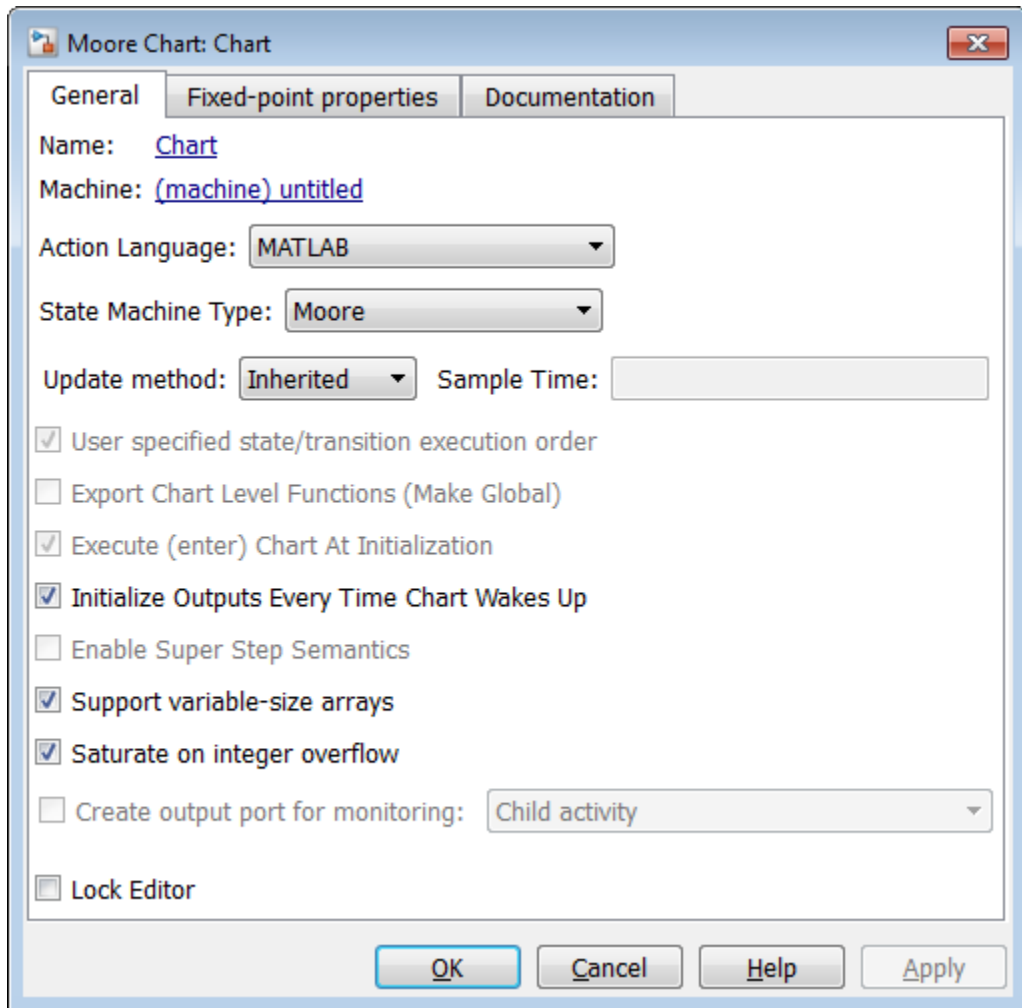 Moore Chart: Chart
General Fixed-point properties Documentation
Name: Chart
Machine: (machine) untitled
Action Language: MATLAB
State Machine Type: Moore
Update method: Inherited Sample Time:
User specified state/transition execution order
Export Chart Level Functions (Make Global)
Execute (enter) Chart At Initialization
Initialize Outputs Every Time Chart Wakes Up
Enable Super Step Semantics
Support variable-size arrays
Saturate on integer overflow
Create output port for monitoring: Child activity
Lock Editor
OK Cancel Help Apply